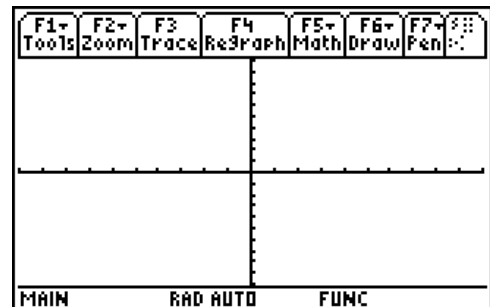 F1 F2 F3 F4 F5 F6 F7
Tools Zoom Trace ReGraph Math Draw Pen
MAIN RAD AUTO FUNC